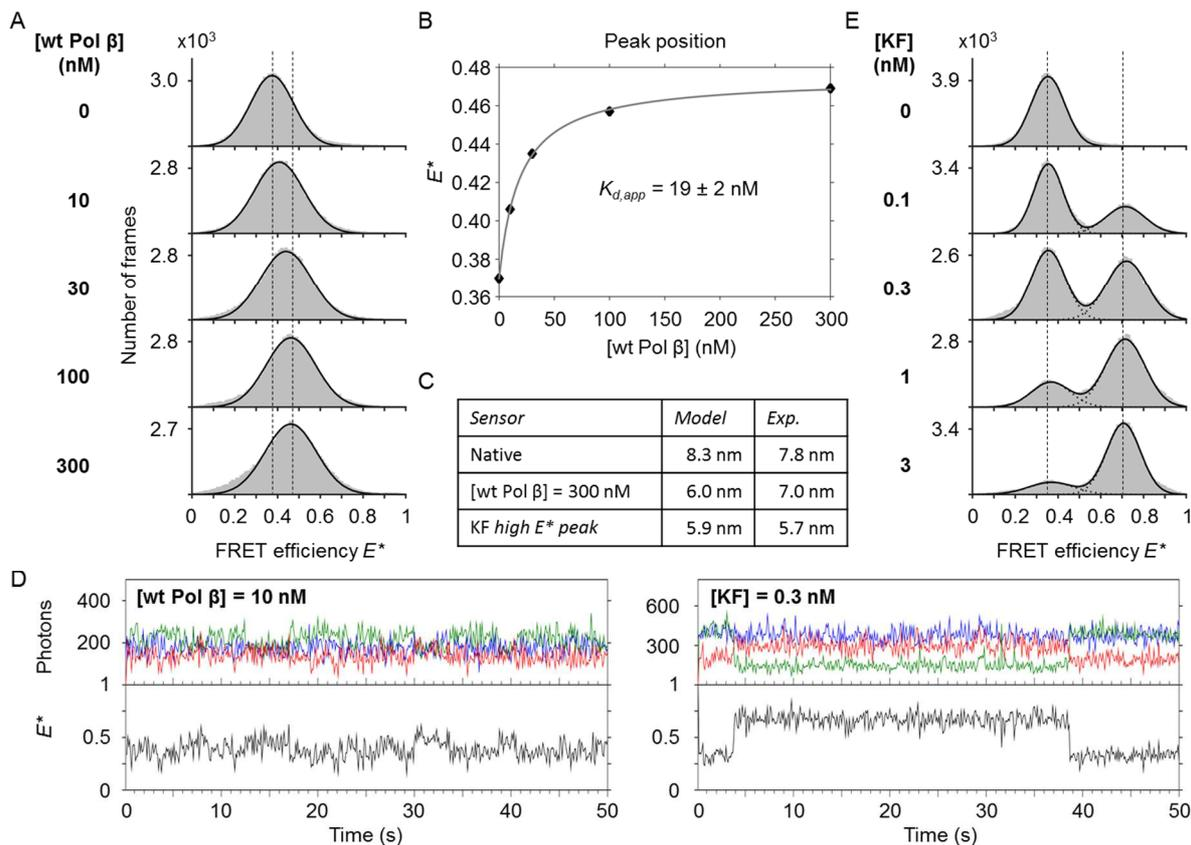 A
[wt Pol β]
(nM)
x10³
3.0
0
2.8
10
2.8
30
2.8
100
2.7
300
Number of frames
0 0.2 0.4 0.6 0.8 1
FRET efficiency E*
B
Peak position
0.48
0.46
0.44
0.42
0.40
0.38
0.36
E*
K_d,app = 19 ± 2 nM
0 50 100 150 200 250 300
[wt Pol β] (nM)
C
Sensor Model Exp.
Native 8.3 nm 7.8 nm
[wt Pol β] = 300 nM 6.0 nm 7.0 nm
KF high E* peak 5.9 nm 5.7 nm
E
[KF]
(nM)
x10³
3.9
0
3.4
0.1
2.6
0.3
2.8
1
3.4
3
0 0.2 0.4 0.6 0.8 1
FRET efficiency E*
D
[wt Pol β] = 10 nM
Photons
400
200
1
E*
0.5
0
0 10 20 30 40 50
Time (s)
[KF] = 0.3 nM
600
300
1
0.5
0
0 10 20 30 40 50
Time (s)